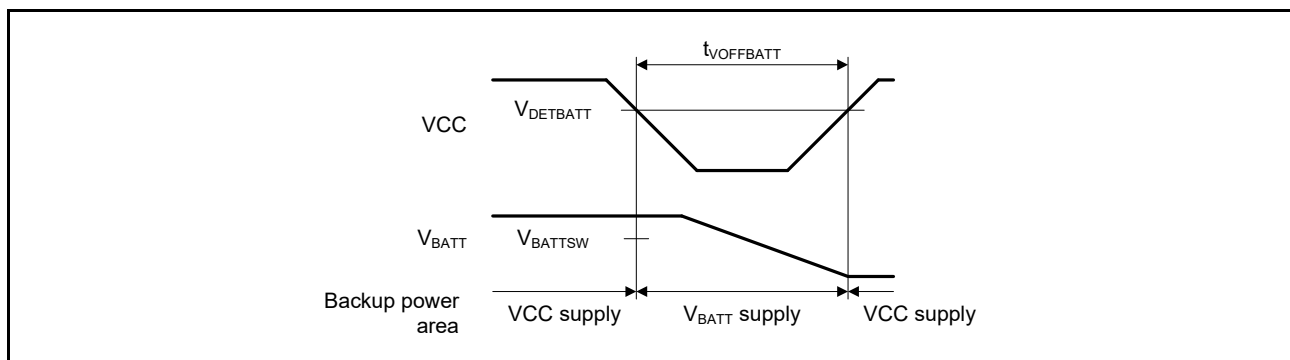 tVOFFBATT
VDETBATT
VCC
VBATT
VBATTSW
Backup power
area
VCC supply
VBATT supply
VCC supply